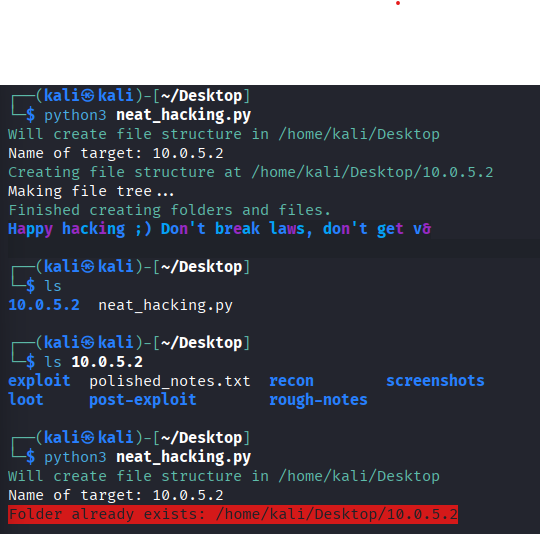 ┌──(kali㉿kali)-[~/Desktop]
└─$ python3 neat_hacking.py
Will create file structure in /home/kali/Desktop
Name of target: 10.0.5.2
Creating file structure at /home/kali/Desktop/10.0.5.2
Making file tree...
Finished creating folders and files.
Happy hacking ;) Don't break laws, don't get v&
┌──(kali㉿kali)-[~/Desktop]
└─$ ls
10.0.5.2  neat_hacking.py
┌──(kali㉿kali)-[~/Desktop]
└─$ ls 10.0.5.2
exploit  polished_notes.txt  recon        screenshots
loot     post-exploit        rough-notes
┌──(kali㉿kali)-[~/Desktop]
└─$ python3 neat_hacking.py
Will create file structure in /home/kali/Desktop
Name of target: 10.0.5.2
Folder already exists: /home/kali/Desktop/10.0.5.2